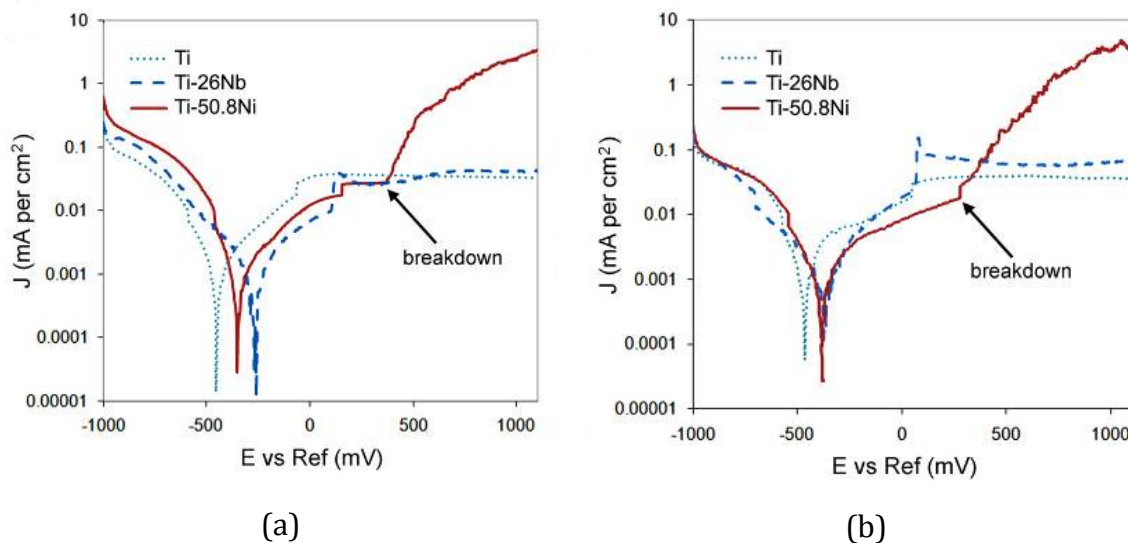 (a)
10
1
0.1
0.01
0.001
0.0001
0.00001
J (mA per cm²)
Ti
Ti-26Nb
Ti-50.8Ni
breakdown
-1000 -500 0 500 1000
E vs Ref (mV)
(b)
10
1
0.1
0.01
0.001
0.0001
0.00001
J (mA per cm²)
Ti
Ti-26Nb
Ti-50.8Ni
breakdown
-1000 -500 0 500 1000
E vs Ref (mV)
(a) (b)